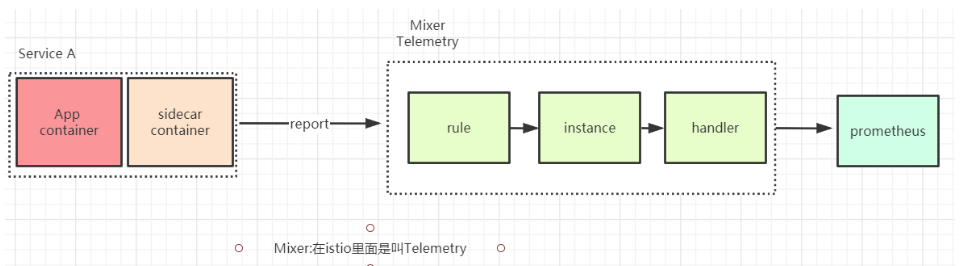 Mixer
Telemetry
Service A
App
container
sidecar
container
report
rule
instance
handler
prometheus
Mixer:在istio里面是叫Telemetry